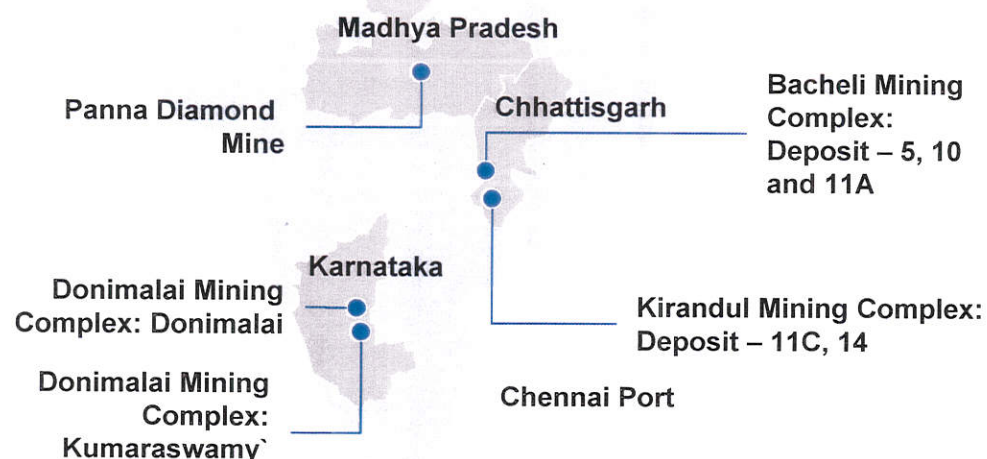 Madhya Pradesh
Panna Diamond
Mine
Chhattisgarh
Bacheli Mining
Complex:
Deposit – 5, 10
and 11A
Karnataka
Donimalai Mining
Complex: Donimalai
Kirandul Mining Complex:
Deposit – 11C, 14
Donimalai Mining
Complex:
Kumaraswamy`
Chennai Port